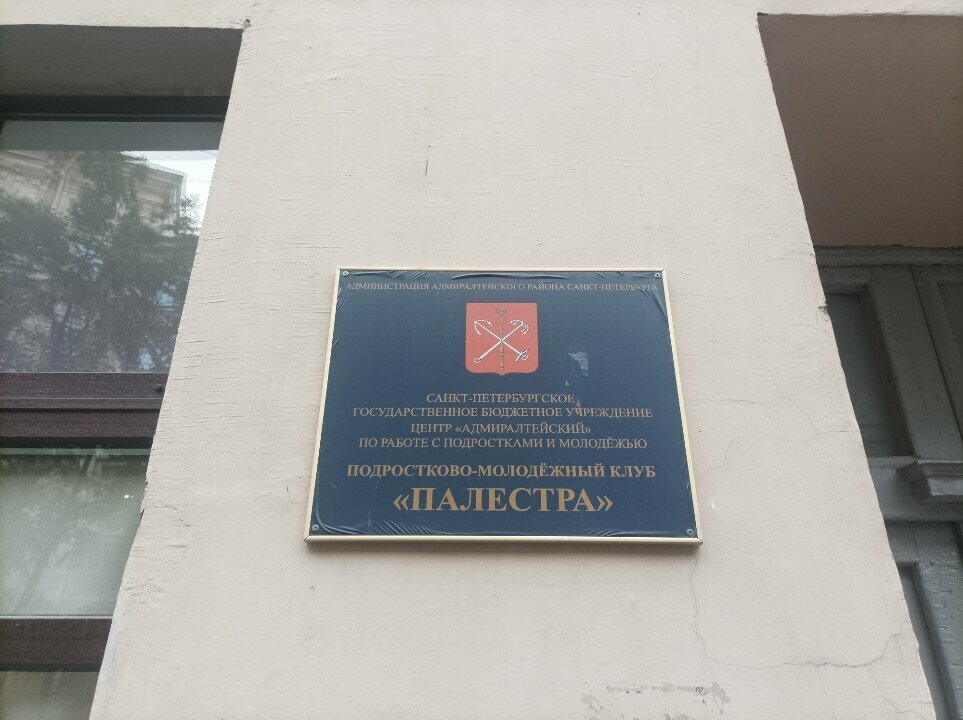 АДМИНИСТРАЦИЯ АДМИРАЛТЕЙСКОГО РАЙОНА САНКТ-ПЕТЕРБУРГА
САНКТ-ПЕТЕРБУРГСКОЕ
ГОСУДАРСТВЕННОЕ БЮДЖЕТНОЕ УЧРЕЖДЕНИЕ
ЦЕНТР «АДМИРАЛТЕЙСКИЙ»
ПО РАБОТЕ С ПОДРОСТКАМИ И МОЛОДЁЖЬЮ
ПОДРОСТКОВО-МОЛОДЁЖНЫЙ КЛУБ
«ПАЛЕСТРА»